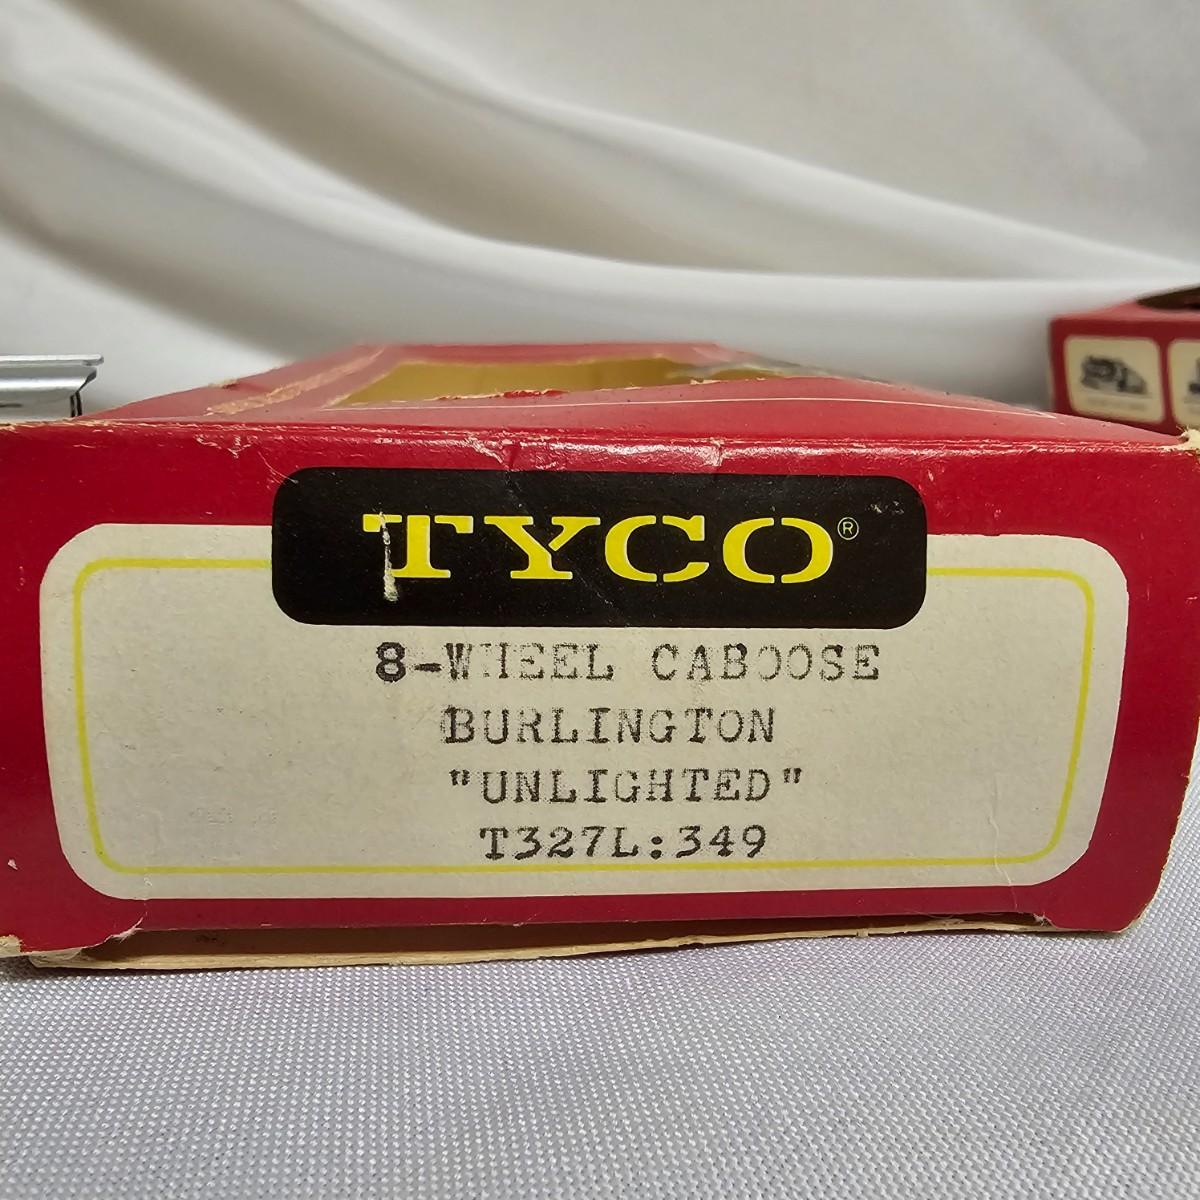 TYCO®
8-WHEEL CABOOSE
BURLINGTON
"UNLIGHTED"
T327L:349